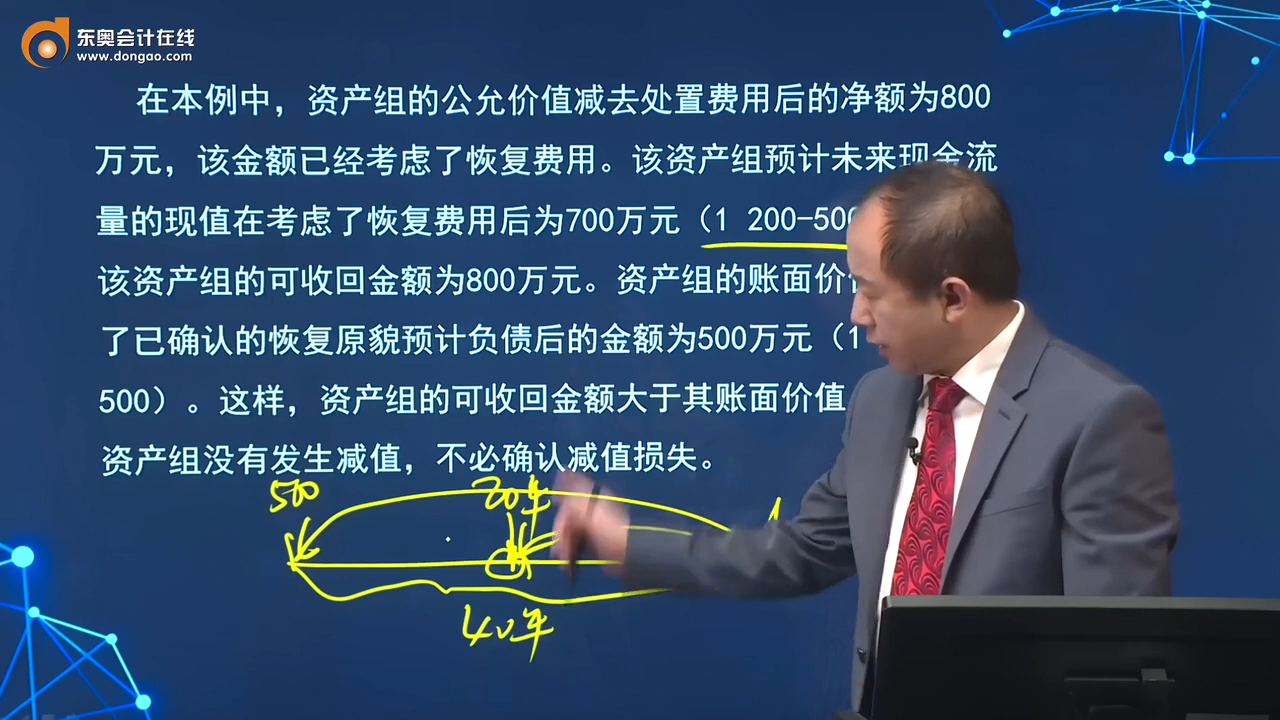 东奥会计在线
www.dongao.com
在本例中，资产组的公允价值减去处置费用后的净额为800
万元，该金额已经考虑了恢复费用。该资产组预计未来现金流
量的现值在考虑了恢复费用后为700万元（1 200-500
该资产组的可收回金额为800万元。资产组的账面价
了已确认的恢复原貌预计负债后的金额为500万元（1
500）。这样，资产组的可收回金额大于其账面价值
资产组没有发生减值，不必确认减值损失。
500 20年
40年